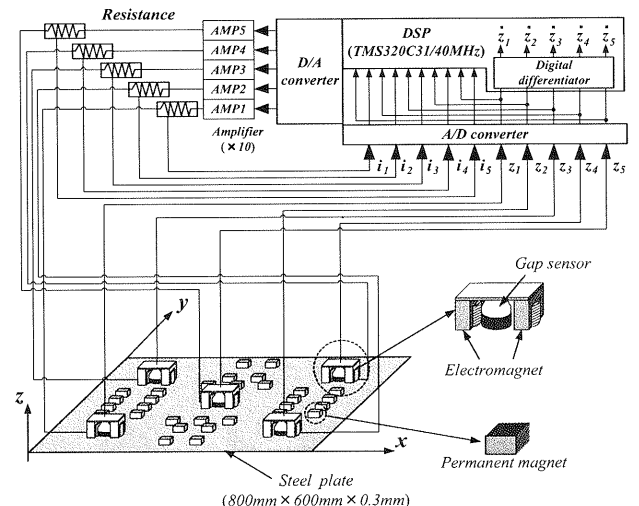 Resistance
AMP5
AMP4
AMP3
AMP2
AMP1
Amplifier
(×10)
D/A
converter
DSP
(TMS320C31/40MHz)
ż1 ż2 ż3 ż4 ż5
Digital
differentiator
A/D converter
i1 i2 i3 i4 i5 z1 z2 z3 z4 z5
Gap sensor
Electromagnet
Permanent magnet
y
z
x
Steel plate
(800mm×600mm×0.3mm)